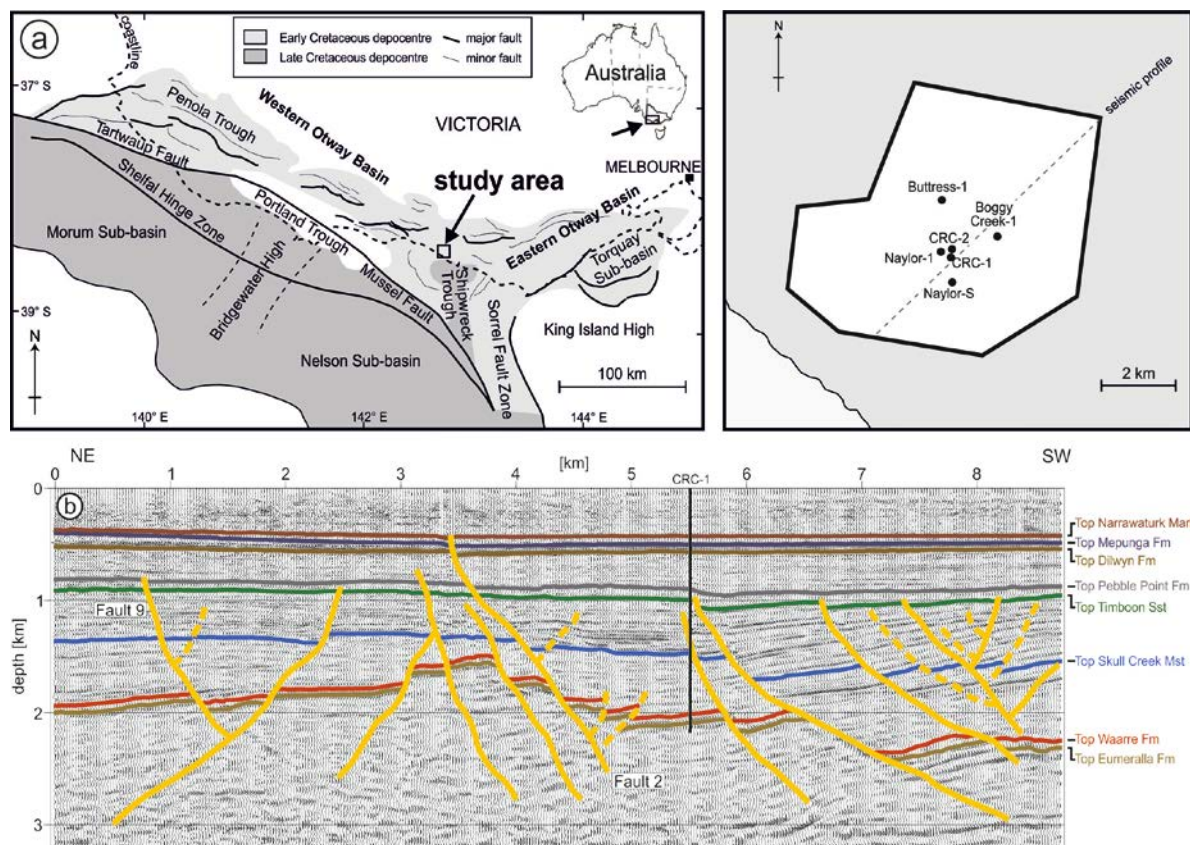 a
coastline
Early Cretaceous depocentre
major fault
Late Cretaceous depocentre
minor fault
Australia
37° S
Penola Trough
Western Otway Basin
VICTORIA
Tartwaup Fault
MELBOURNE
study area
Shelfal Hinge Zone
Portland Trough
Eastern Otway Basin
Morum Sub-basin
Torquay Sub-basin
Bridgewater High
Mussel Fault
Shipwreck Trough
39° S
Sorrel Fault Zone
King Island High
N
Nelson Sub-basin
100 km
140° E
142° E
144° E
N
seismic profile
Buttress-1
Boggy
Creek-1
CRC-2
Naylor-1
CRC-1
Naylor-S
2 km
NE
[km]
SW
0 1 2 3 4 5 6 7 8
CRC-1
0
b
Top Narrawaturk Mar
Top Mepunga Fm
Top Dilwyn Fm
Top Pebble Point Fm
1
Fault 9
Top Timboon Sst
depth [km]
Top Skull Creek Mst
2
Top Waarre Fm
Top Eumeralla Fm
Fault 2
3